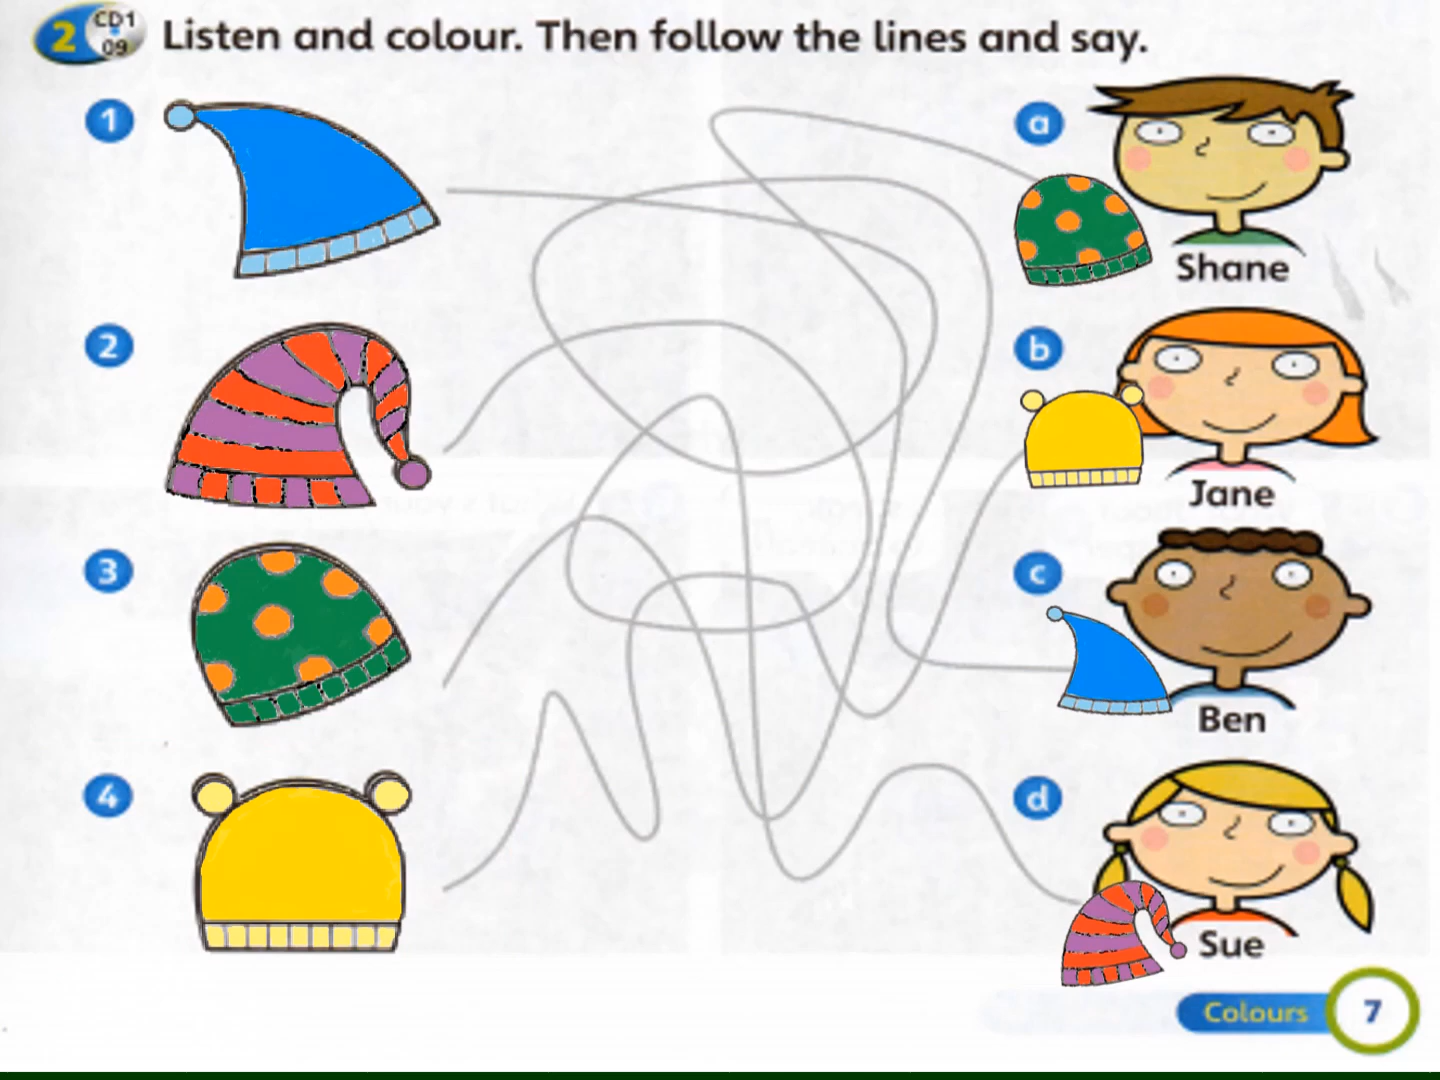 2 CD1 09 Listen and colour. Then follow the lines and say.
1
a
Shane
2
b
Jane
3
c
Ben
4
d
Sue
Colours 7